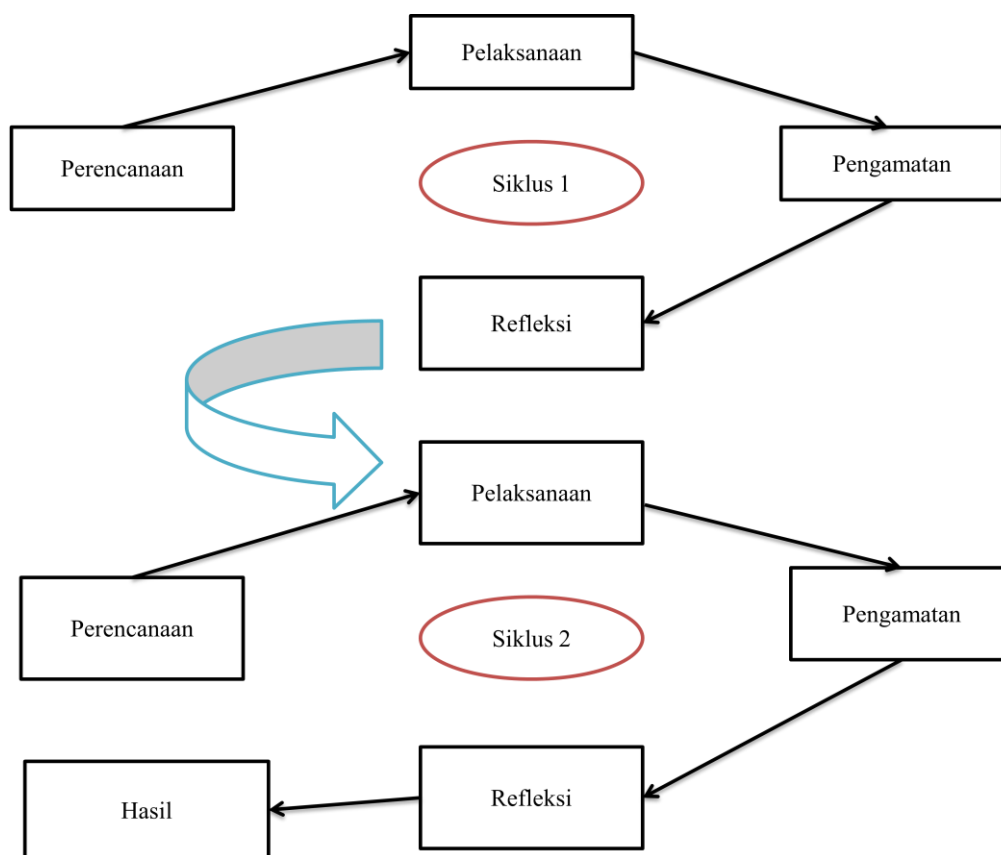 Pelaksanaan
Perencanaan
Siklus 1
Pengamatan
Refleksi
Pelaksanaan
Perencanaan
Siklus 2
Pengamatan
Hasil
Refleksi